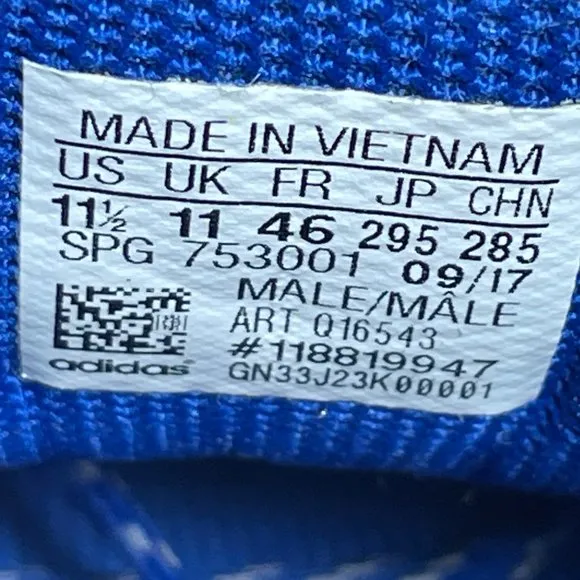 MADE IN VIETNAM
US UK FR JP CHN
11½ 11 46 295 285
SPG 753001 09/17
MALE/MÂLE
ART Q16543
#118819947
adidas GN33J23K00001